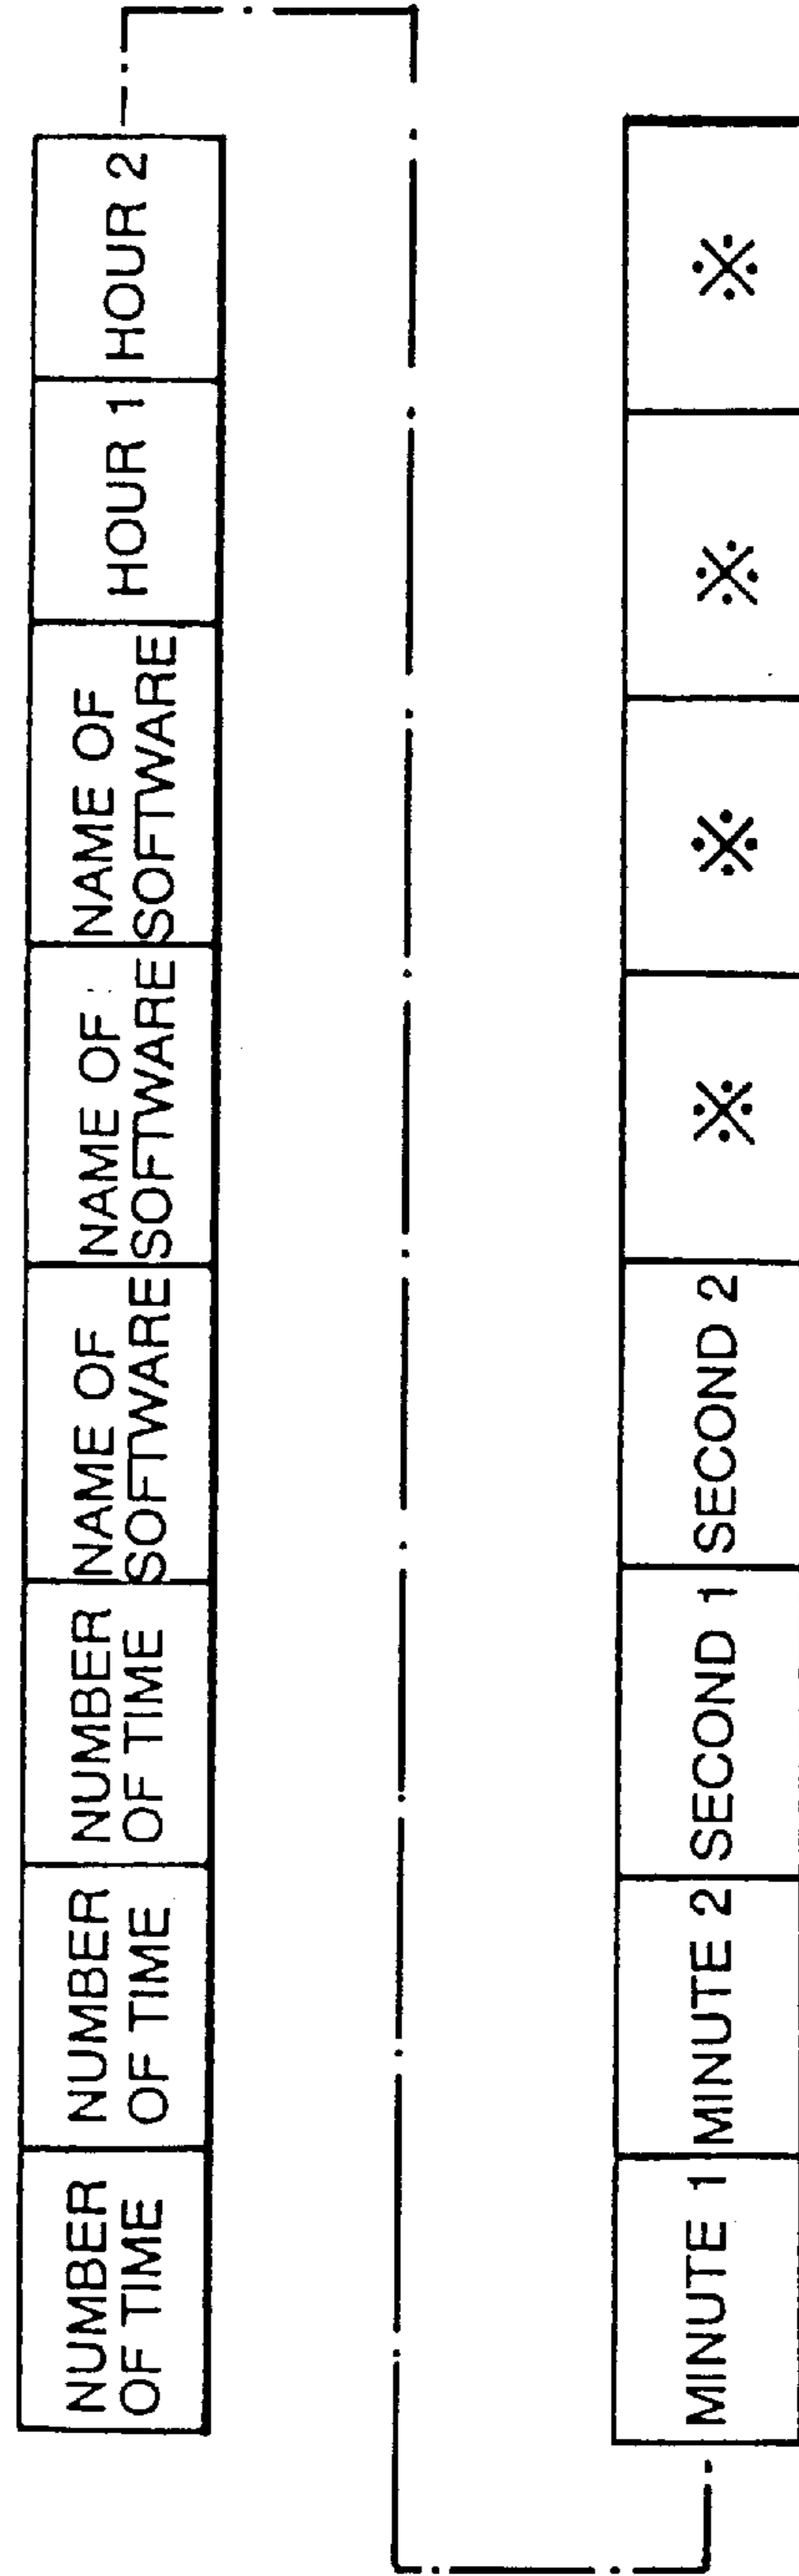 NUMBER
OF TIME
NUMBER
OF TIME
NUMBER
OF TIME
NAME OF
SOFTWARE
NAME OF
SOFTWARE
NAME OF
SOFTWARE
HOUR 1
HOUR 2
MINUTE 1
MINUTE 2
SECOND 1
SECOND 2
※
※
※
※